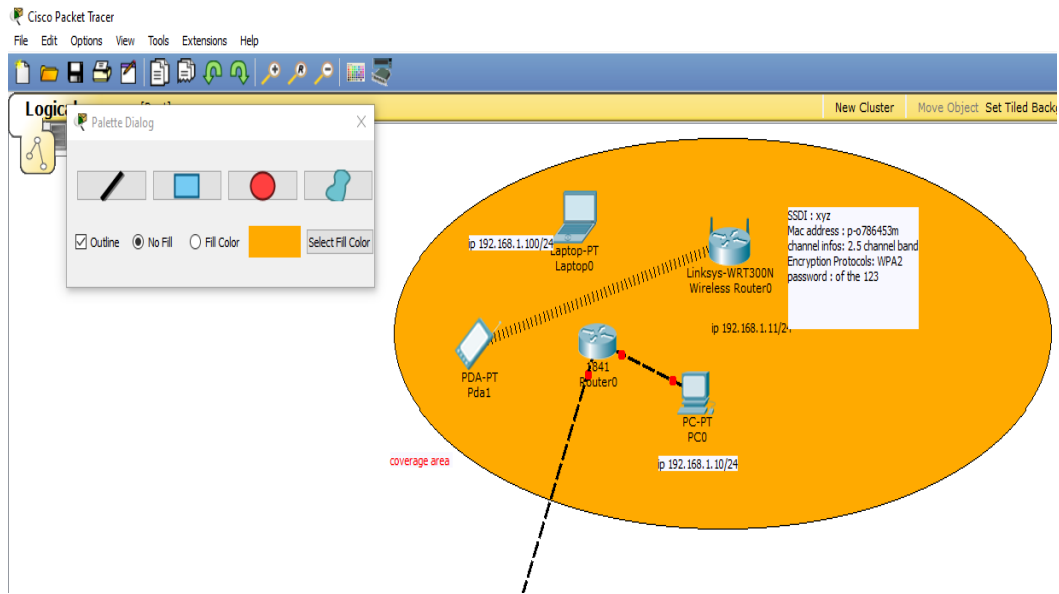 Cisco Packet Tracer
File Edit Options View Tools Extensions Help
New Cluster Move Object Set Tiled Backg
Palette Dialog
Outline No Fill Fill Color Select Fill Color
ip 192.168.1.100/24
Laptop-PT
Laptop0
Linksys-WRT300N
Wireless Router0
SSDI : xyz
Mac address : p-o786453m
channel infos: 2.5 channel band
Encryption Protocols: WPA2
password : of the 123
ip 192.168.1.11/24
PDA-PT
Pda1
1841
Router0
PC-PT
PC0
ip 192.168.1.10/24
coverage area